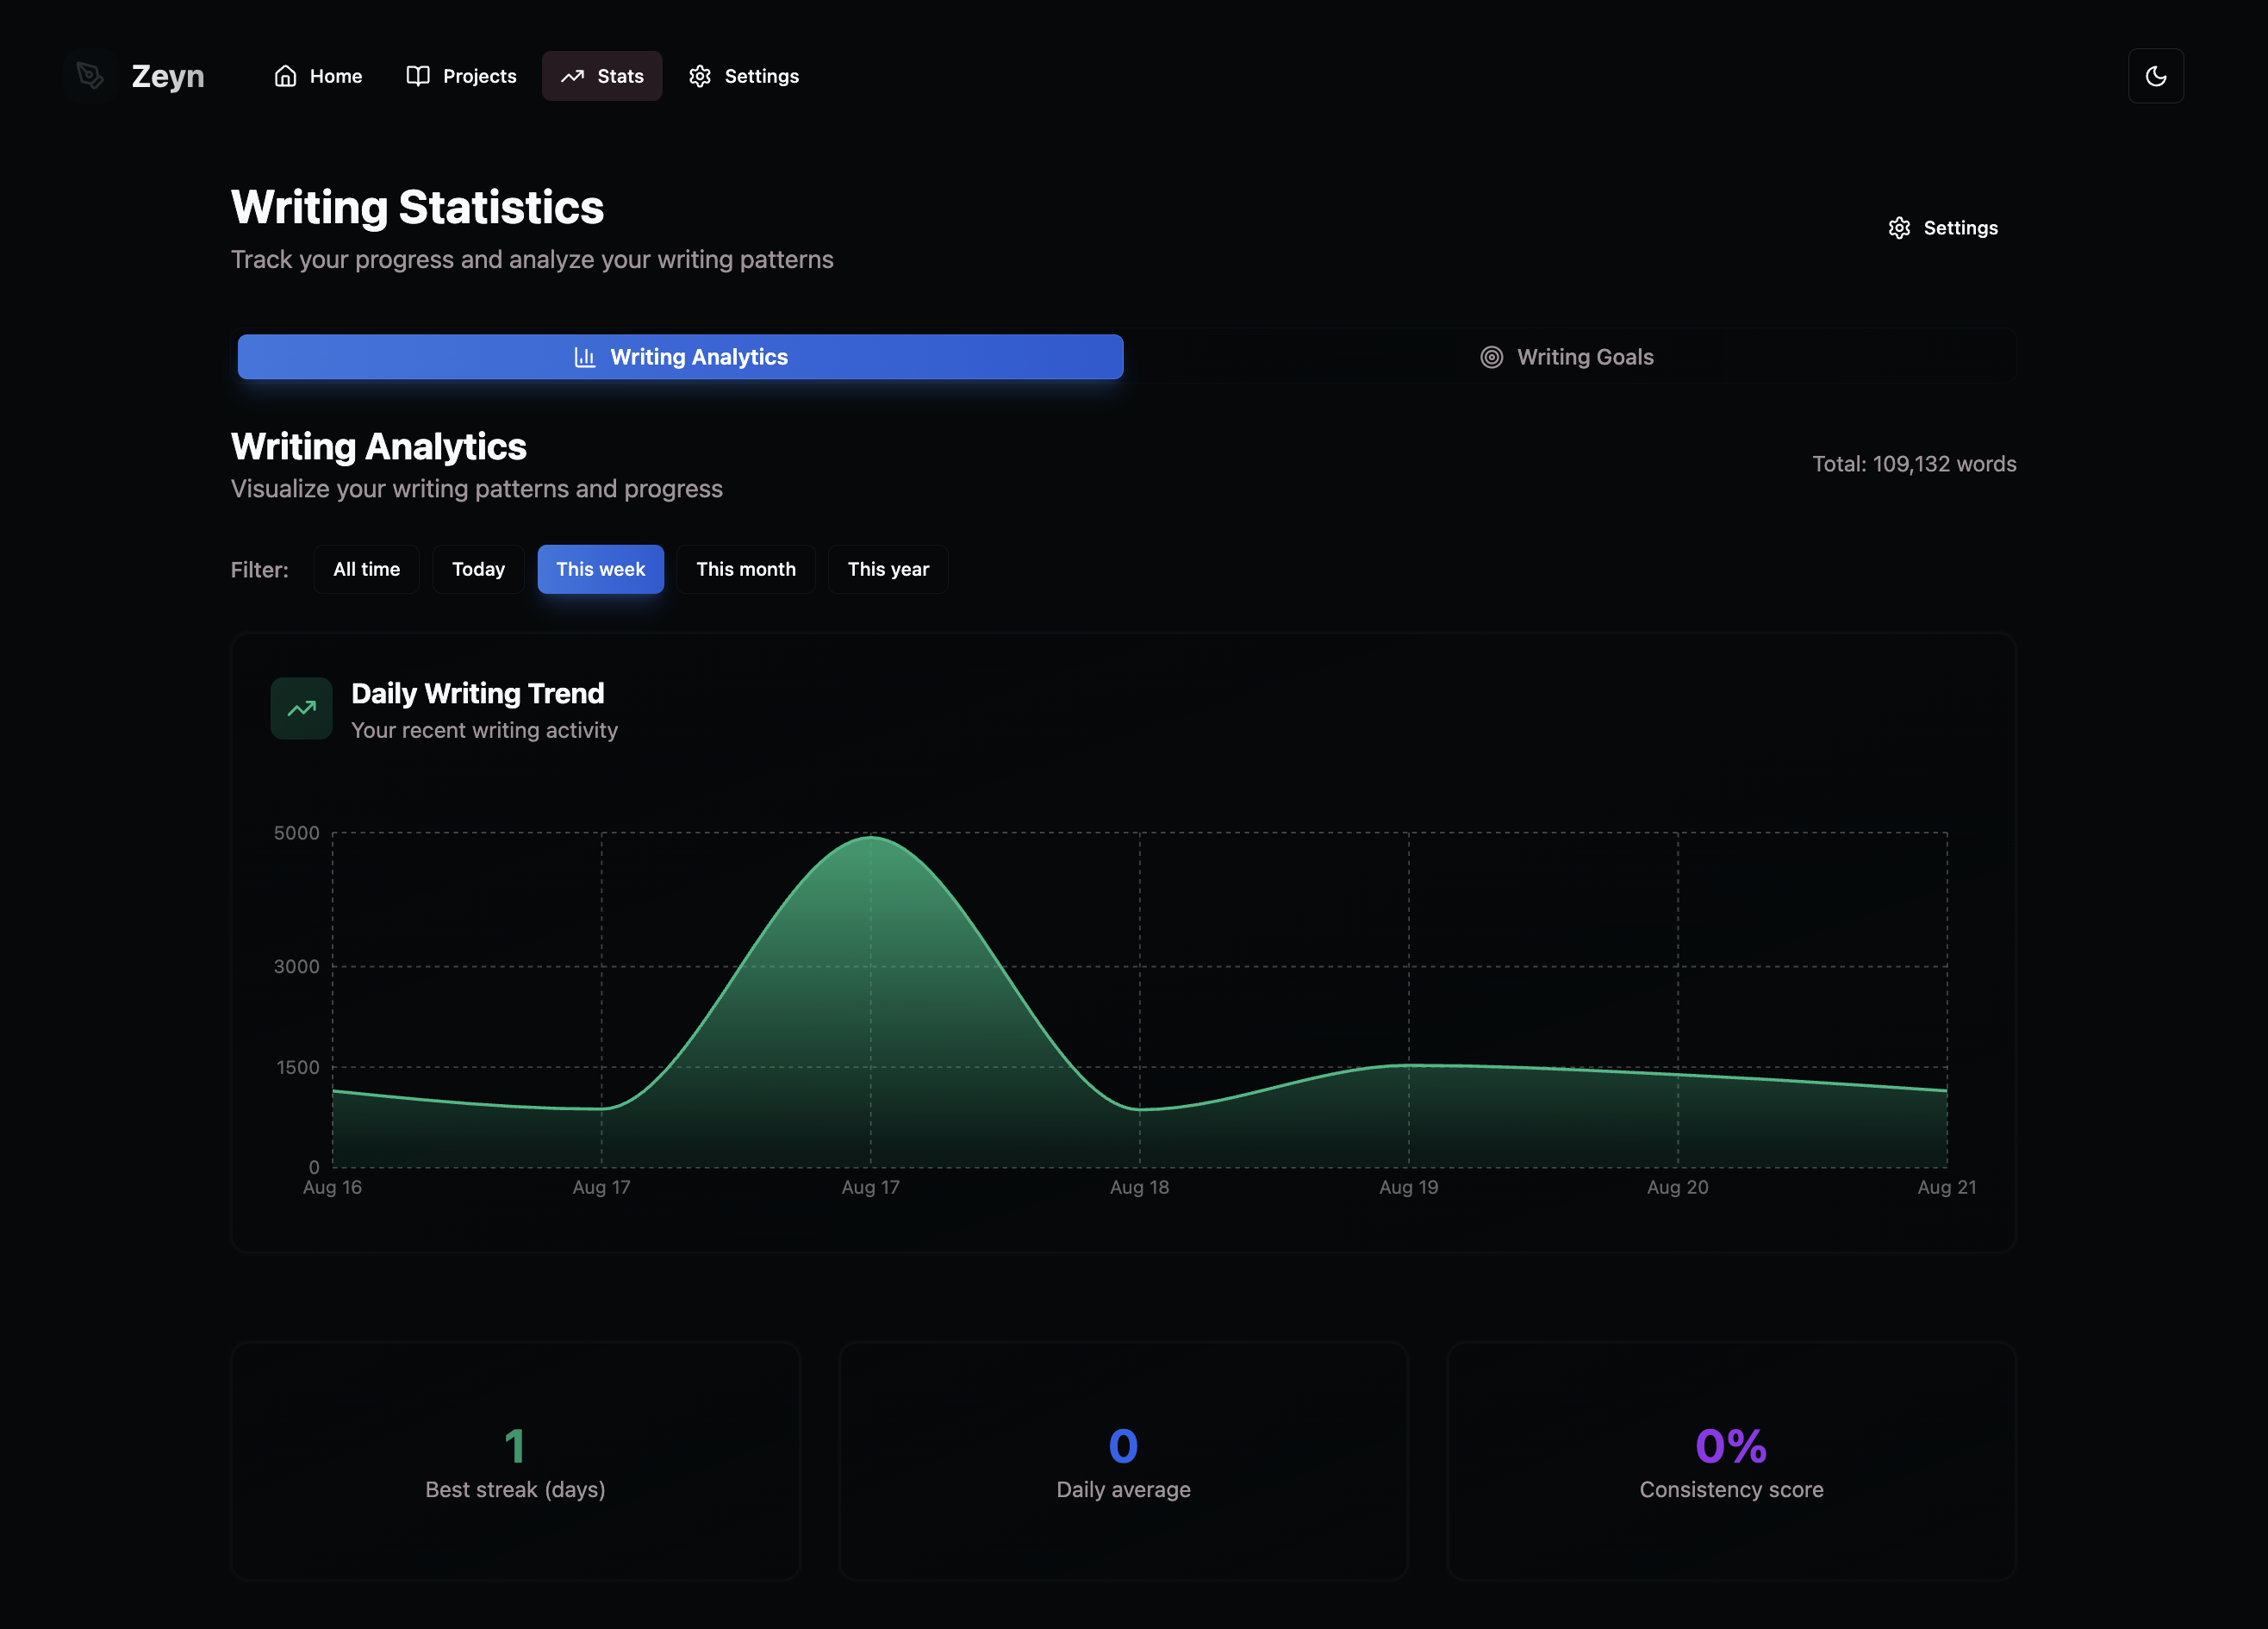 Zeyn
Home
Projects
Stats
Settings
Writing Statistics
Track your progress and analyze your writing patterns
Settings
Writing Analytics
Writing Goals
Writing Analytics
Visualize your writing patterns and progress
Total: 109,132 words
Filter:
All time
Today
This week
This month
This year
Daily Writing Trend
Your recent writing activity
5000
3000
1500
0
Aug 16
Aug 17
Aug 17
Aug 18
Aug 19
Aug 20
Aug 21
1
Best streak (days)
0
Daily average
0%
Consistency score